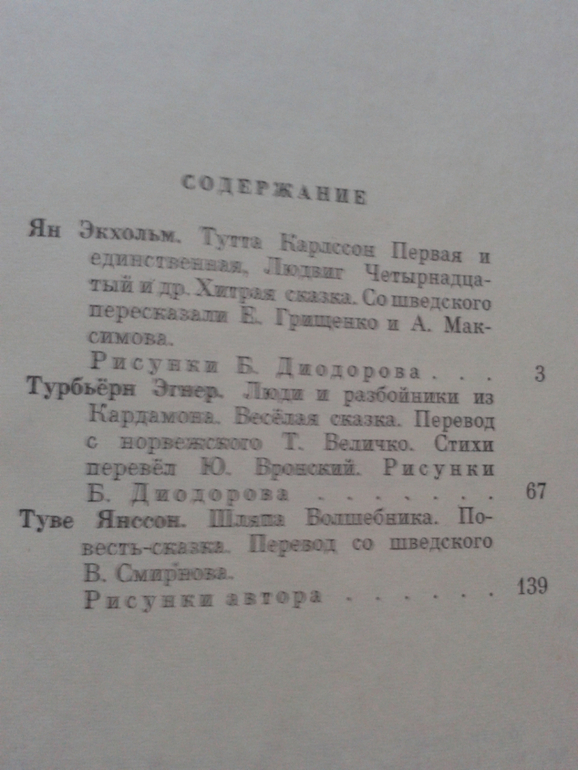 СОДЕРЖАНИЕ
Ян Экхольм. Тутта Карлссон Первая и
единственная, Людвиг Четырнадца-
тый и др. Хитрая сказка. Со шведского
пересказали Е. Грищенко и А. Мак-
симова.
Рисунки Б. Диодорова . . . 3
Турбьёрн Эгнер. Люди и разбойники из
Кардамона. Весёлая сказка. Перевод
с норвежского Т. Величко. Стихи
перевёл Ю. Вронский. Рисунки
Б. Диодорова . . . . . . . 67
Туве Янссон. Шляпа Волшебника. По-
весть-сказка. Перевод со шведского
В. Смирнова.
Рисунки автора . . . . . . 139